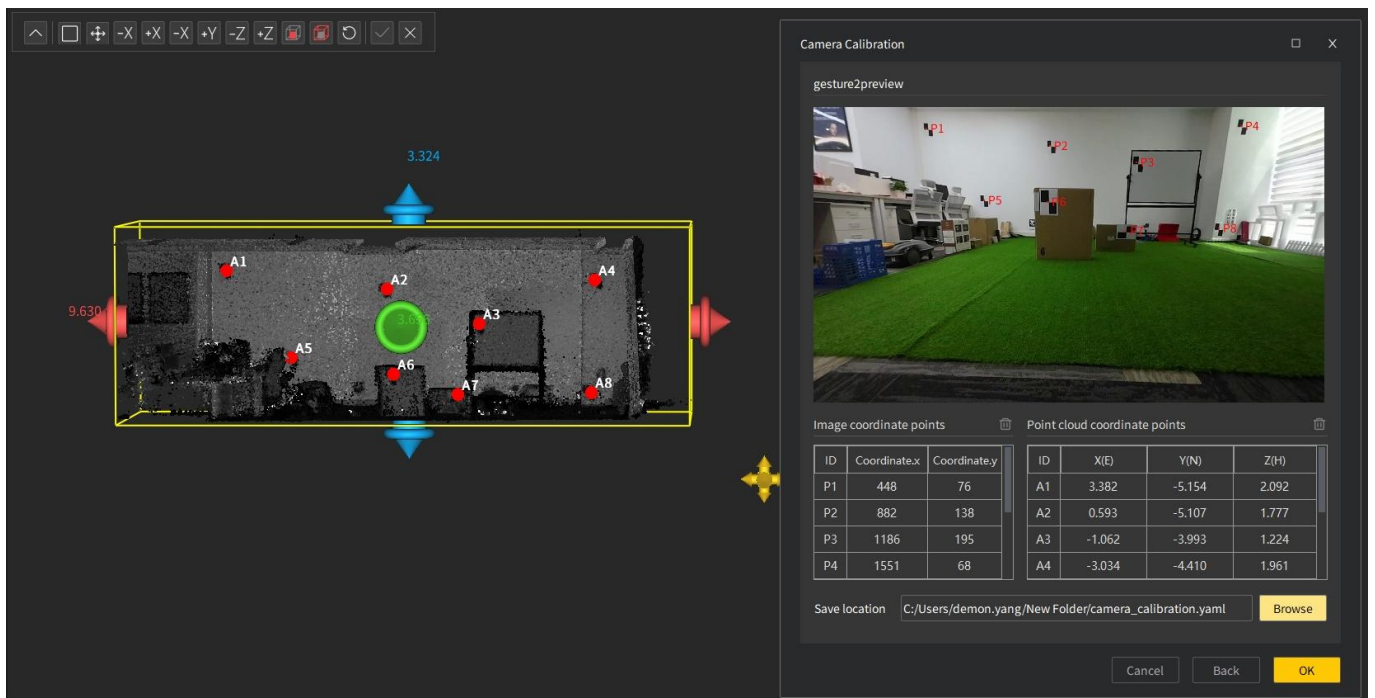 -X +X -X +Y -Z +Z
3.324
9.630
A1
A2
A3
A4
A5
A6
A7
A8
Camera Calibration
gesture2preview
P1
P2
P3
P4
P5
P6
P8
Image coordinate points
ID Coordinate.x Coordinate.y
P1 448 76
P2 882 138
P3 1186 195
P4 1551 68
Point cloud coordinate points
ID X(E) Y(N) Z(H)
A1 3.382 -5.154 2.092
A2 0.593 -5.107 1.777
A3 -1.062 -3.993 1.224
A4 -3.034 -4.410 1.961
Save location C:/Users/demon.yang/New Folder/camera_calibration.yaml Browse
Cancel Back OK